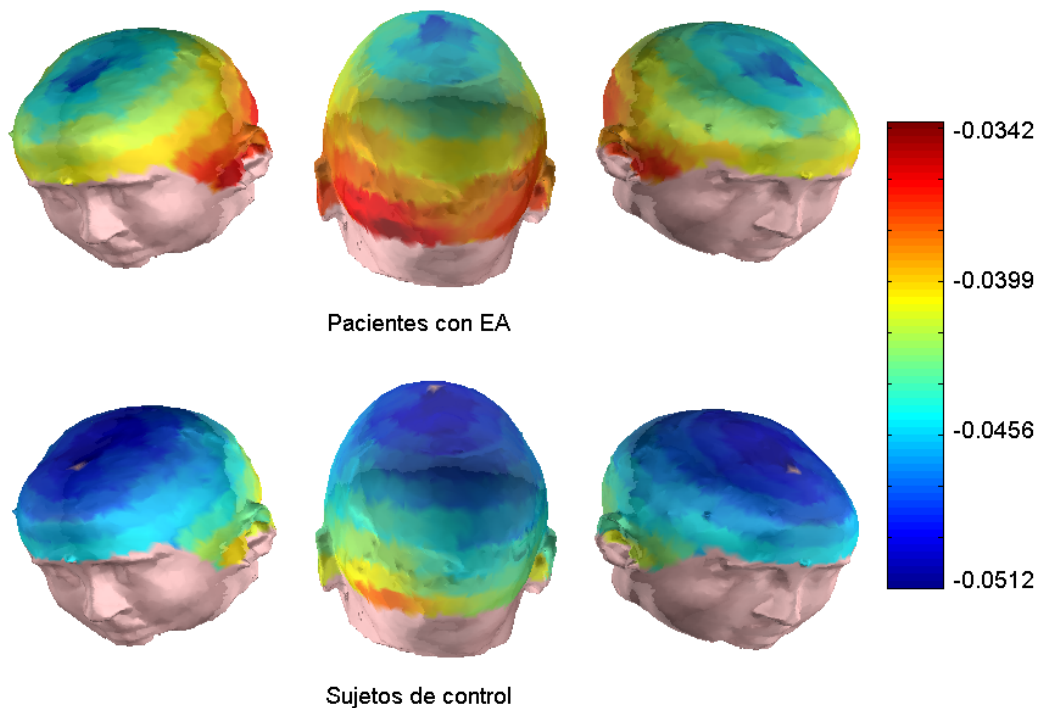 -0.0342
-0.0399
Pacientes con EA
-0.0456
-0.0512
Sujetos de control